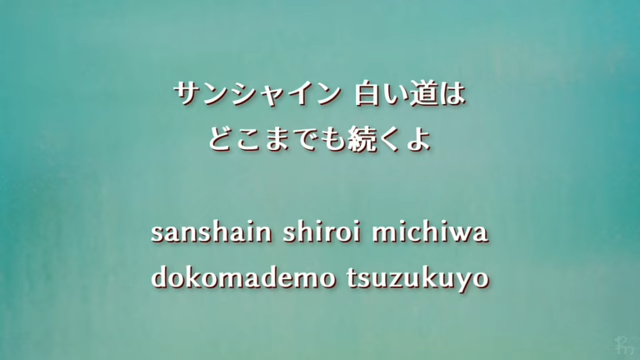 サンシャイン 白い道は
どこまでも続くよ
sanshain shiroi michiwa
dokomademo tsuzukuyo